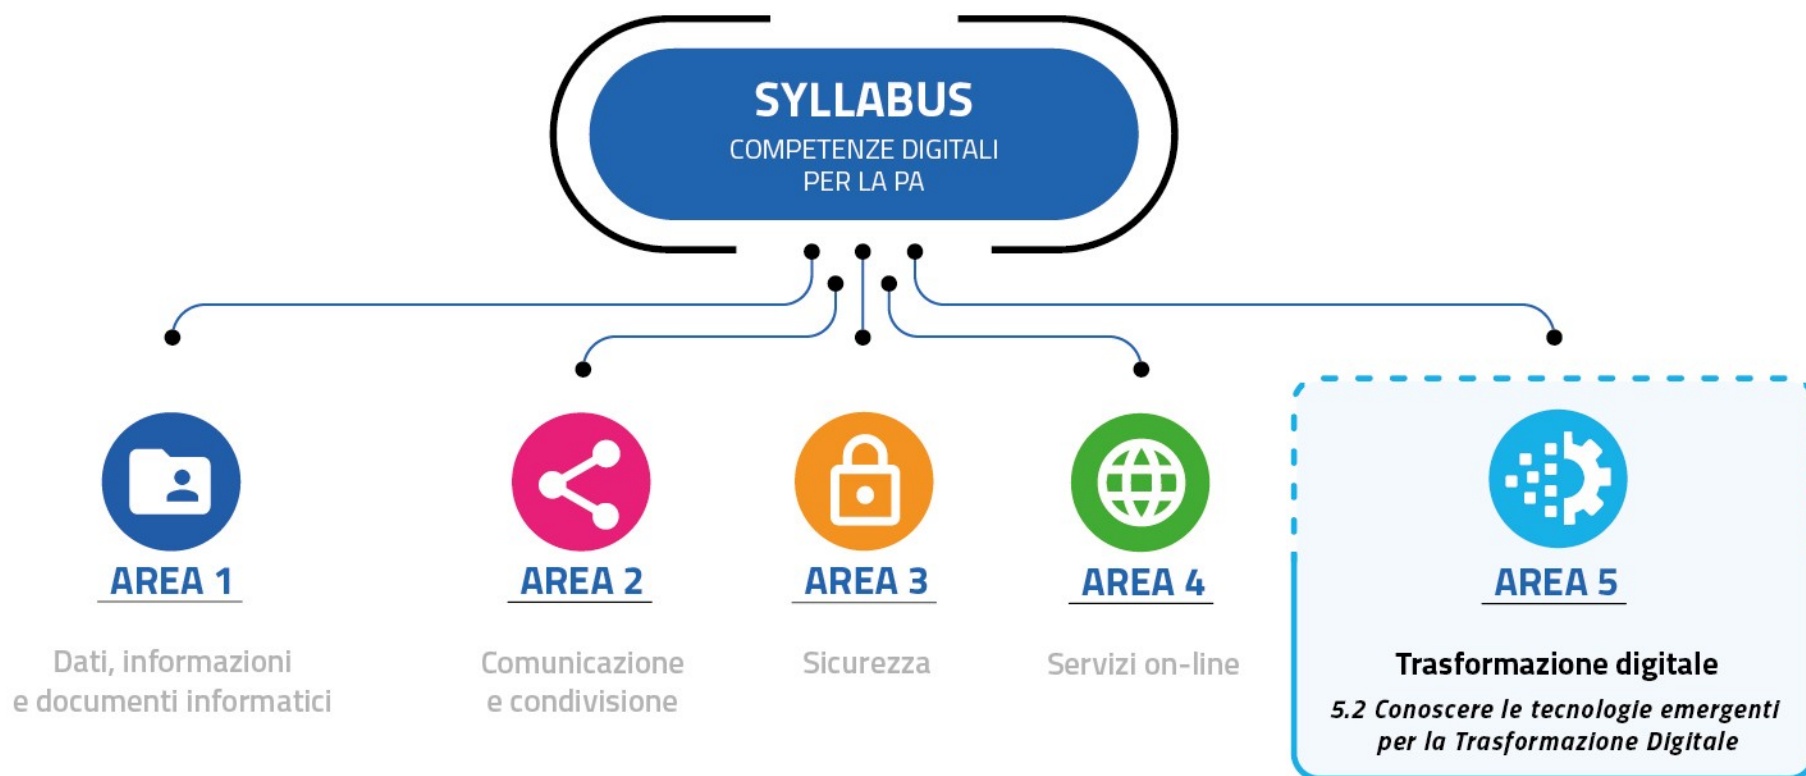 SYLLABUS
COMPETENZE DIGITALI
PER LA PA
AREA 1
Dati, informazioni
e documenti informatici
AREA 2
Comunicazione
e condivisione
AREA 3
Sicurezza
AREA 4
Servizi on-line
AREA 5
Trasformazione digitale
5.2 Conoscere le tecnologie emergenti
per la Trasformazione Digitale